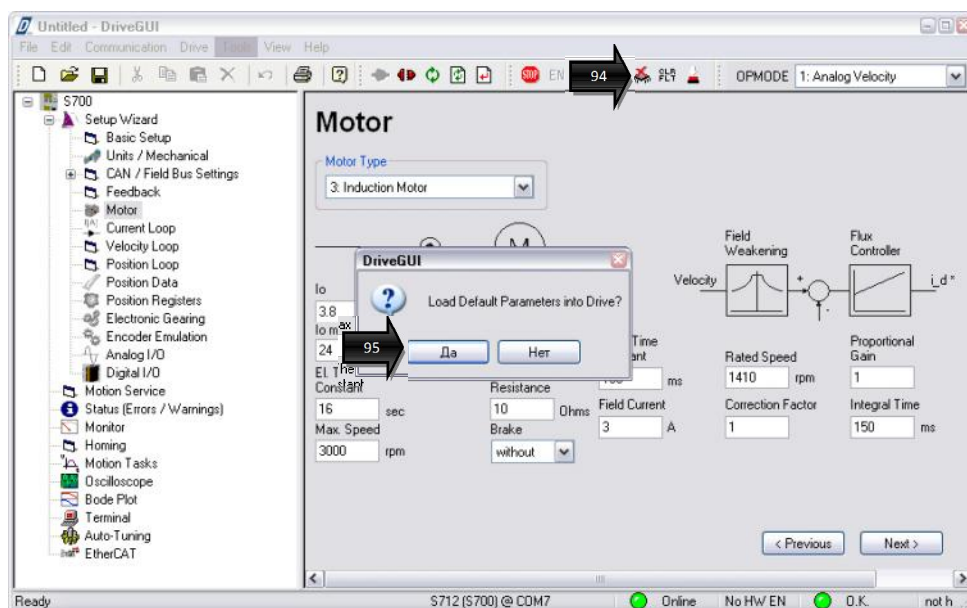 Untitled - DriveGUI
File Edit Communication Drive Tools View Help
STOP EN 94 OPMODE 1: Analog Velocity
S700
Setup Wizard
Basic Setup
Units / Mechanical
CAN / Field Bus Settings
Feedback
Motor
Current Loop
Velocity Loop
Position Loop
Position Data
Position Registers
Electronic Gearing
Encoder Emulation
Analog I/O
Digital I/O
Motion Service
Status (Errors / Warnings)
Monitor
Homing
Motion Tasks
Oscilloscope
Bode Plot
Terminal
Auto-Tuning
EtherCAT
Motor
Motor Type
3: Induction Motor
M
Io
3.8
Io max
24
Constant
16 sec
Max. Speed
3000 rpm
DriveGUI
Load Default Parameters into Drive?
95
Да Нет
Resistance
10 Ohms
Brake
without
Time
ms
Field Current
3 A
Velocity
Field
Weakening
Flux
Controller
i_d*
Rated Speed
1410 rpm
Correction Factor
1
Proportional
Gain
1
Integral Time
150 ms
< Previous Next >
Ready S712 (S700) @ COM7 Online No HW EN O.K. not h